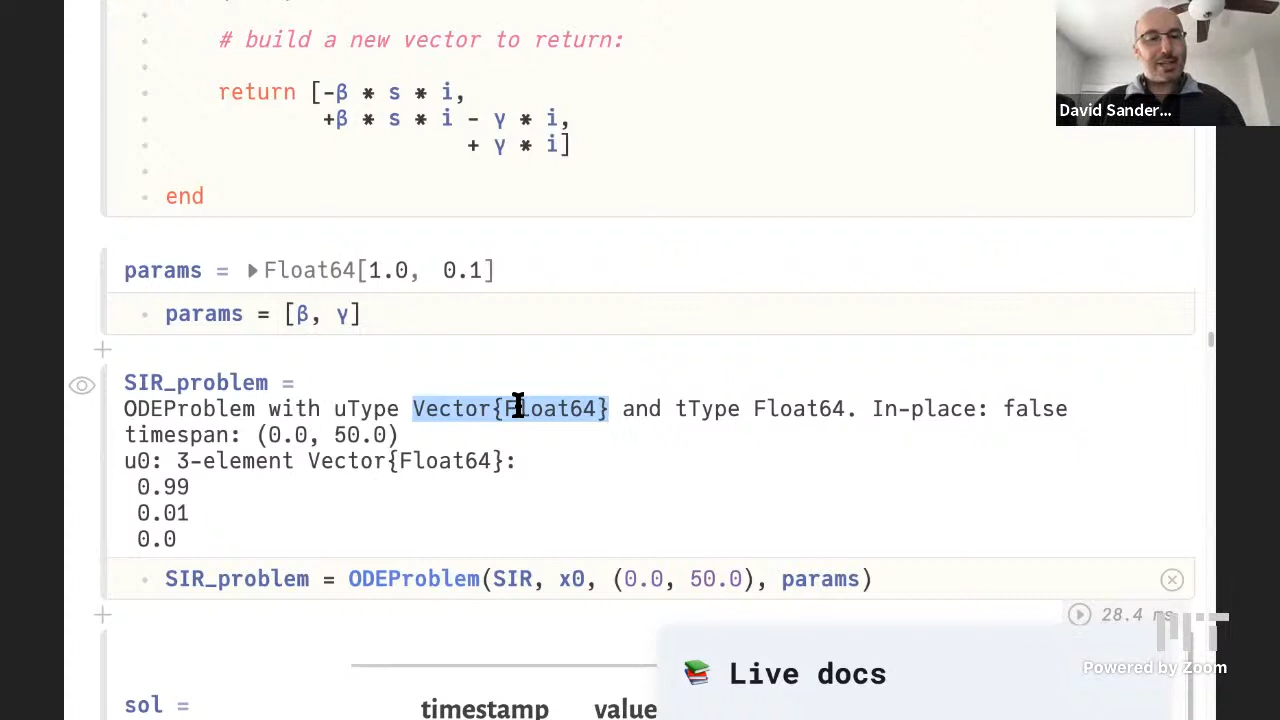 # build a new vector to return:
return [-β * s * i,
+β * s * i - γ * i,
+ γ * i]
end
David Sander...
params = Float64[1.0, 0.1]
params = [β, γ]
SIR_problem =
ODEProblem with uType Vector{Float64} and tType Float64. In-place: false
timespan: (0.0, 50.0)
u0: 3-element Vector{Float64}:
0.99
0.01
0.0
SIR_problem = ODEProblem(SIR, x0, (0.0, 50.0), params)
28.4 ms
Powered by Zoom
📚 Live docs
sol =
timestamp value